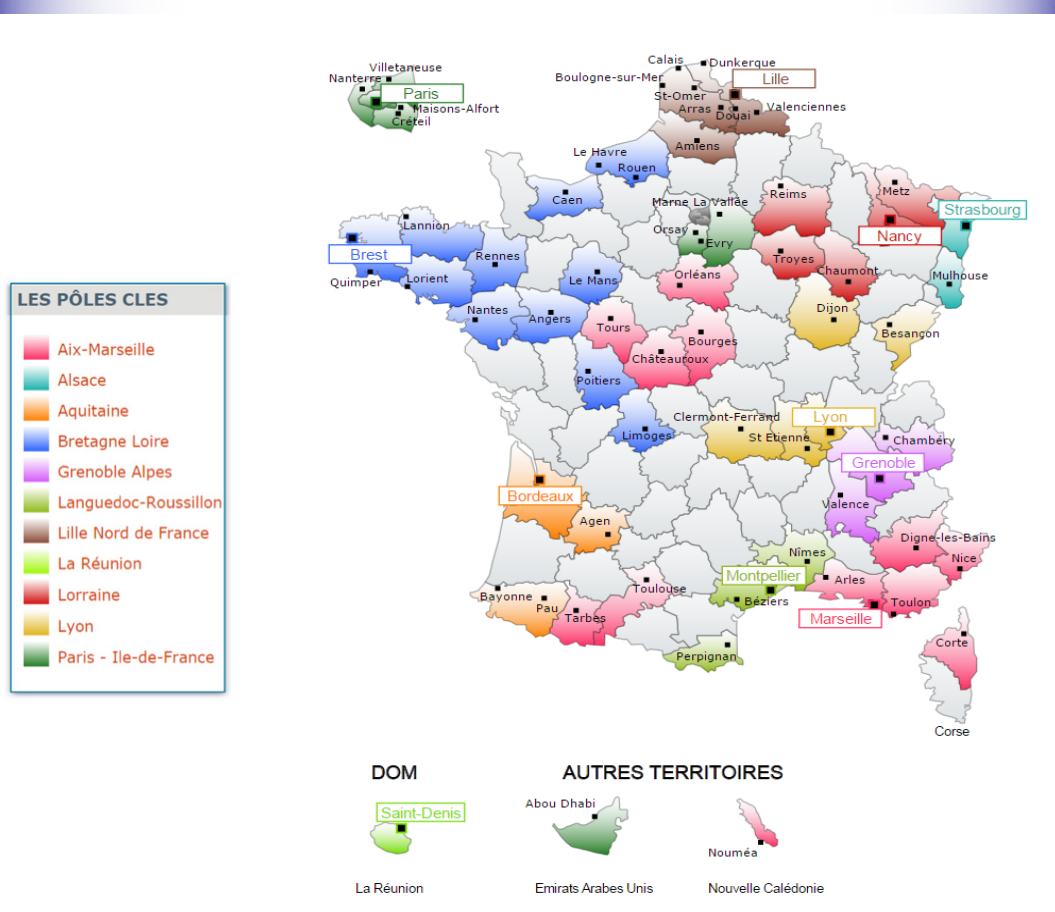 Calais
Dunkerque
Villetaneuse
Nanterre
Boulogne-sur-Mer
Lille
Paris
St-Omer
Maisons-Alfort
Arras
Valenciennes
Créteil
Douai
Amiens
Le Havre
Rouen
Metz
Reims
Caen
Marne La Vallée
Strasbourg
Lannion
Orsay
Nancy
Evry
Brest
Rennes
Troyes
Chaumont
Orléans
Mulhouse
Quimper
Lorient
Le Mans
LES PÔLES CLES
Nantes
Angers
Dijon
Tours
Besançon
Bourges
Aix-Marseille
Châteauroux
Alsace
Poitiers
Aquitaine
Clermont-Ferrand
Lyon
Bretagne Loire
Limoges
St Etienne
Chambéry
Grenoble Alpes
Grenoble
Bordeaux
Languedoc-Roussillon
Valence
Agen
Lille Nord de France
Digne-les-Bains
Nîmes
Nice
La Réunion
Montpellier
Arles
Lorraine
Bayonne
Toulouse
Béziers
Toulon
Pau
Tarbes
Marseille
Lyon
Corte
Paris - Ile-de-France
Perpignan
Corse
DOM
AUTRES TERRITOIRES
Abou Dhabi
Saint-Denis
Nouméa
La Réunion
Emirats Arabes Unis
Nouvelle Calédonie